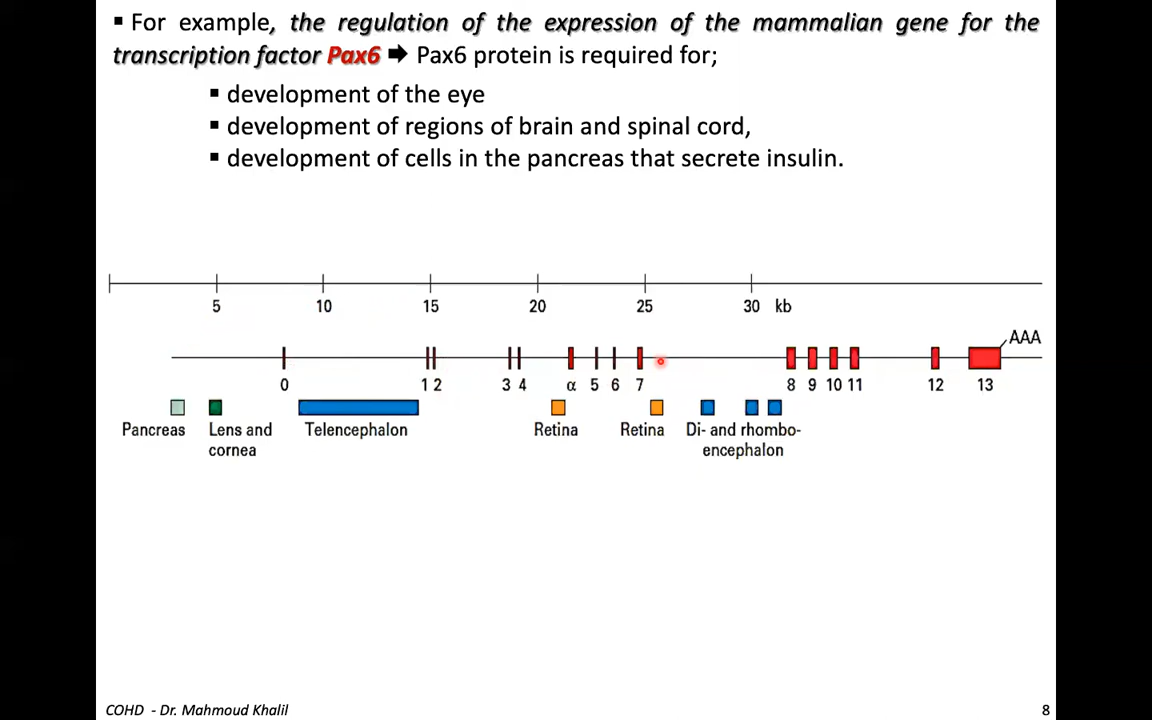 ▪ For example, the regulation of the expression of the mammalian gene for the
transcription factor Pax6 ➡ Pax6 protein is required for;
▪ development of the eye
▪ development of regions of brain and spinal cord,
▪ development of cells in the pancreas that secrete insulin.
5 10 15 20 25 30 kb
AAA
0 1 2 3 4 α 5 6 7 8 9 10 11 12 13
Pancreas Lens and Telencephalon Retina Retina Di- and rhombo-
cornea encephalon
COHD - Dr. Mahmoud Khalil 8